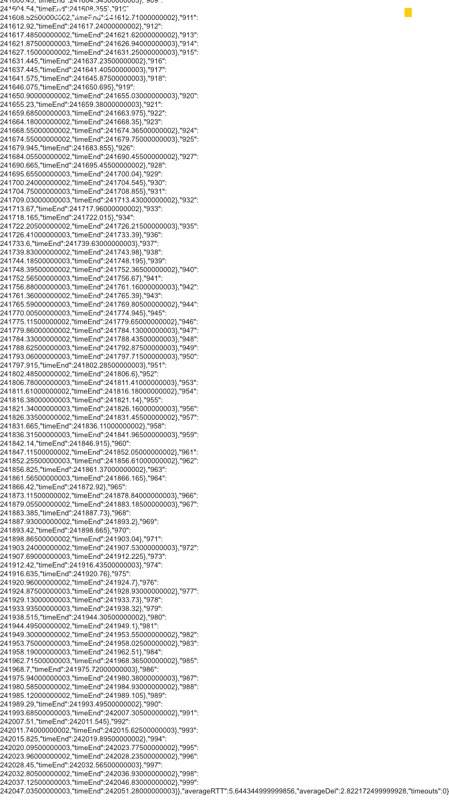 241608.52500000002,"timeEnd":241612.71000000002},"911":
241612.92,"timeEnd":241617.24000000002},"912":
241617.48500000002,"timeEnd":241621.62000000002},"913":
241621.87500000003,"timeEnd":241626.94000000003},"914":
241627.15000000002,"timeEnd":241631.25000000003},"915":
241631.445,"timeEnd":241637.23500000002},"916":
241637.44,"timeEnd":241641.40500000003},"917":
241641.575,"timeEnd":241645.87500000003},"918":
241646.075,"timeEnd":241650.695},"919":
241650.90000000002,"timeEnd":241655.03000000003},"920":
241655.23,"timeEnd":241659.38000000003},"921":
241659.68500000003,"timeEnd":241663.975},"922":
241664.18000000002,"timeEnd":241668.35},"923":
241668.55000000002,"timeEnd":241674.36500000002},"924":
241674.55000000002,"timeEnd":241679.75000000003},"925":
241679.945,"timeEnd":241683.855},"926":
241684.05500000002,"timeEnd":241690.45500000002},"927":
241690.665,"timeEnd":241695.45500000002},"928":
241695.65500000003,"timeEnd":241700.04},"929":
241700.24000000002,"timeEnd":241704.545},"930":
241704.75000000003,"timeEnd":241708.855},"931":
241709.03000000003,"timeEnd":241713.43000000002},"932":
241713.67,"timeEnd":241717.96000000002},"933":
241718.165,"timeEnd":241722.015},"934":
241722.20500000002,"timeEnd":241726.21500000003},"935":
241726.41000000003,"timeEnd":241733.39},"936":
241733.6,"timeEnd":241739.63000000003},"937":
241739.83000000002,"timeEnd":241743.98},"938":
241744.18500000003,"timeEnd":241748.195},"939":
241748.39500000002,"timeEnd":241752.36500000002},"940":
241752.56500000003,"timeEnd":241756.67},"941":
241756.88000000003,"timeEnd":241761.16000000003},"942":
241761.36000000002,"timeEnd":241765.39},"943":
241765.59000000003,"timeEnd":241769.80500000002},"944":
241770.00500000003,"timeEnd":241774.945},"945":
241775.11500000002,"timeEnd":241779.65000000002},"946":
241779.86000000002,"timeEnd":241784.13000000003},"947":
241784.33000000002,"timeEnd":241788.43500000003},"948":
241788.62500000003,"timeEnd":241792.87500000003},"949":
241793.06000000003,"timeEnd":241797.71500000003},"950":
241797.915,"timeEnd":241802.28500000003},"951":
241802.48500000002,"timeEnd":241806.6},"952":
241806.78000000003,"timeEnd":241811.41000000003},"953":
241811.61000000002,"timeEnd":241816.18000000002},"954":
241816.38000000003,"timeEnd":241821.14},"955":
241821.34000000003,"timeEnd":241826.16000000003},"956":
241826.33500000002,"timeEnd":241831.45500000002},"957":
241831.665,"timeEnd":241836.11000000002},"958":
241836.31500000003,"timeEnd":241841.96500000003},"959":
241842.14,"timeEnd":241846.915},"960":
241847.11500000002,"timeEnd":241852.05000000002},"961":
241852.25500000003,"timeEnd":241856.61000000002},"962":
241856.825,"timeEnd":241861.37000002},"963":
241861.56500000003,"timeEnd":241866.165},"964":
241866.42,"timeEnd":241872.92},"965":
241873.11500000002,"timeEnd":241878.84000000003},"966":
241879.05500000002,"timeEnd":241883.18500000003},"967":
241883.385,"timeEnd":241887.73},"968":
241887.93000000002,"timeEnd":241893.2},"969":
241893.42,"timeEnd":241898.665},"970":
241898.86500000002,"timeEnd":241903.04},"971":
241903.24000000002,"timeEnd":241907.53000000003},"972":
241907.69000000003,"timeEnd":241912.225},"973":
241912.42,"timeEnd":241916.43500000003},"974":
241916.635,"timeEnd":241920.76},"975":
241920.96000000002,"timeEnd":241924.7},"976":
241924.87500000003,"timeEnd":241928.93000000002},"977":
241929.13000000003,"timeEnd":241933.73},"978":
241933.93500000003,"timeEnd":241938.32},"979":
241938.515,"timeEnd":241944.30500000002},"980":
241944.49500000002,"timeEnd":241949.1},"981":
241949.30000000002,"timeEnd":241953.55000000002},"982":
241953.75000000003,"timeEnd":241958.02500000002},"983":
241958.19000000003,"timeEnd":241962.51},"984":
241962.71500000003,"timeEnd":241968.36500000002},"985":
241968.7,"timeEnd":241975.72000000003},"986":
241975.94000000003,"timeEnd":241980.38000000003},"987":
241980.58500000002,"timeEnd":241984.93000000002},"988":
241985.12000000002,"timeEnd":241989.105},"989":
241989.29,"timeEnd":241993.49500000002},"990":
241993.68500000003,"timeEnd":242007.30500000002},"991":
242007.51,"timeEnd":242011.545},"992":
242011.74000000002,"timeEnd":242015.62500000003},"993":
242015.825,"timeEnd":242019.89500000002},"994":
242020.09500000003,"timeEnd":242023.77500000002},"995":
242023.96000000002,"timeEnd":242028.23500000002},"996":
242028.45,"timeEnd":242032.56500000003},"997":
242032.80500000002,"timeEnd":242036.93000000002},"998":
242037.12000000002,"timeEnd":242046.83000000002},"999":
242047.03500000003,"timeEnd":242051.28000000003}},"averageRTT":5.644344999999856,"averageDel":2.822172499999928,"timeouts":0}